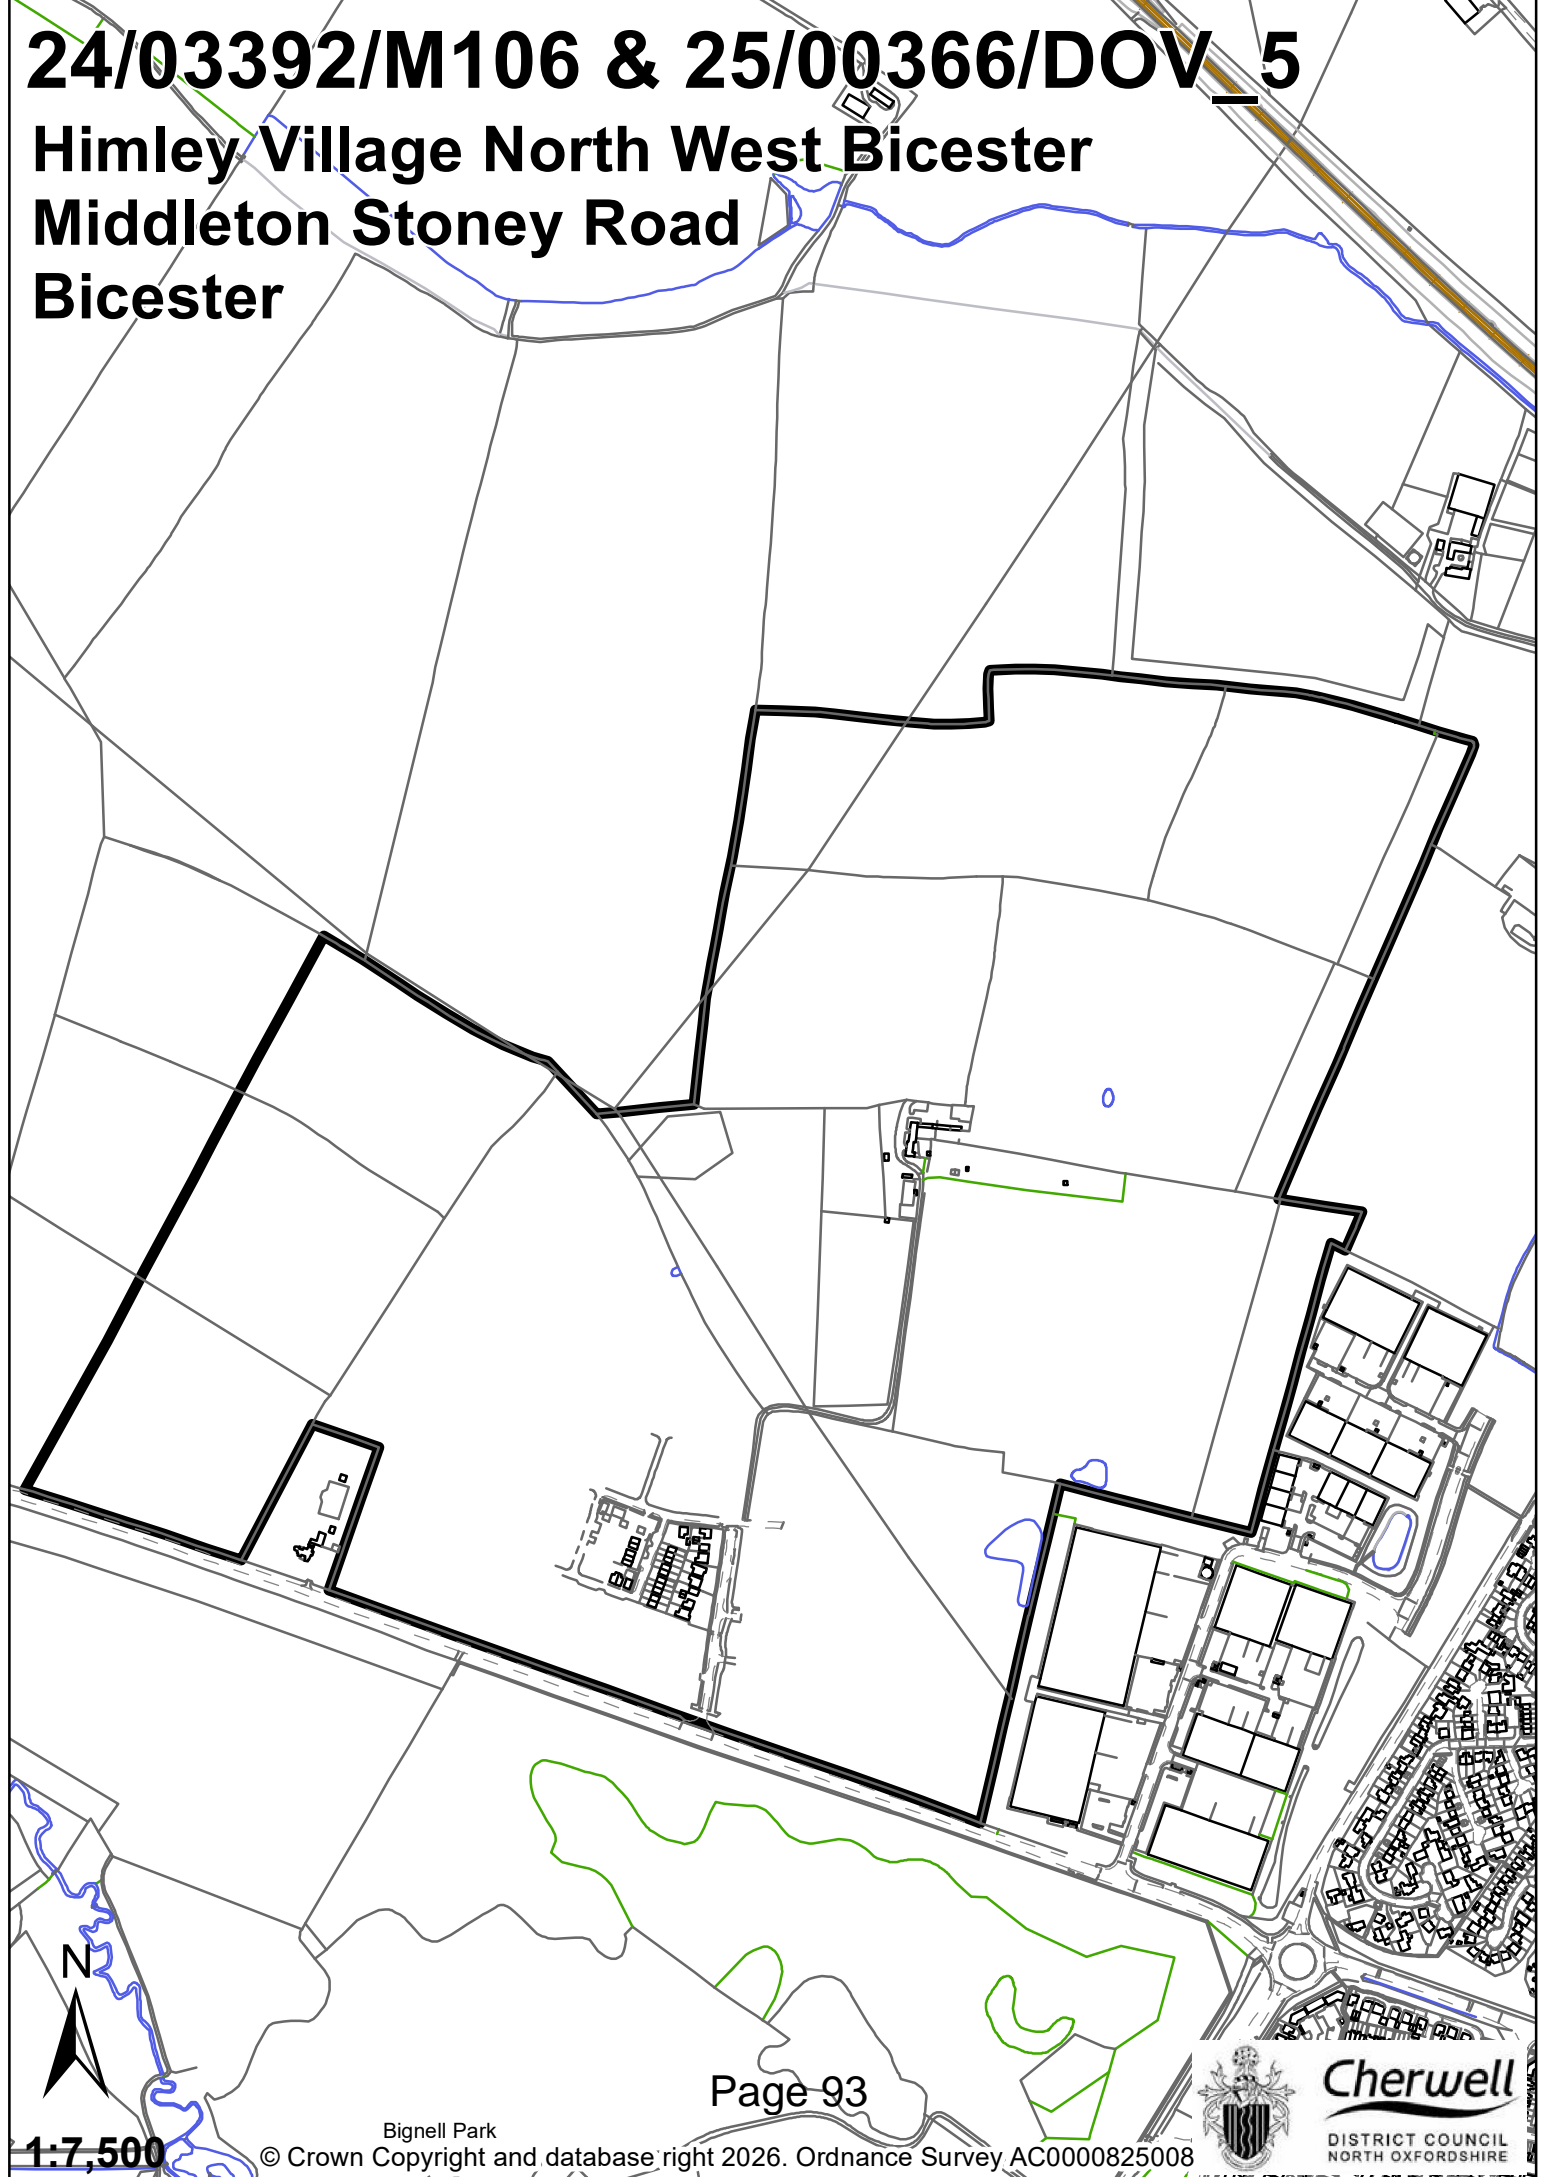 24/03392/M106 & 25/00366/DOV_5
Himley Village North West Bicester
Middleton Stoney Road
Bicester
N
Page 93
Bignell Park
1:7,500
© Crown Copyright and database right 2026. Ordnance Survey AC0000825008
Cherwell
DISTRICT COUNCIL
NORTH OXFORDSHIRE